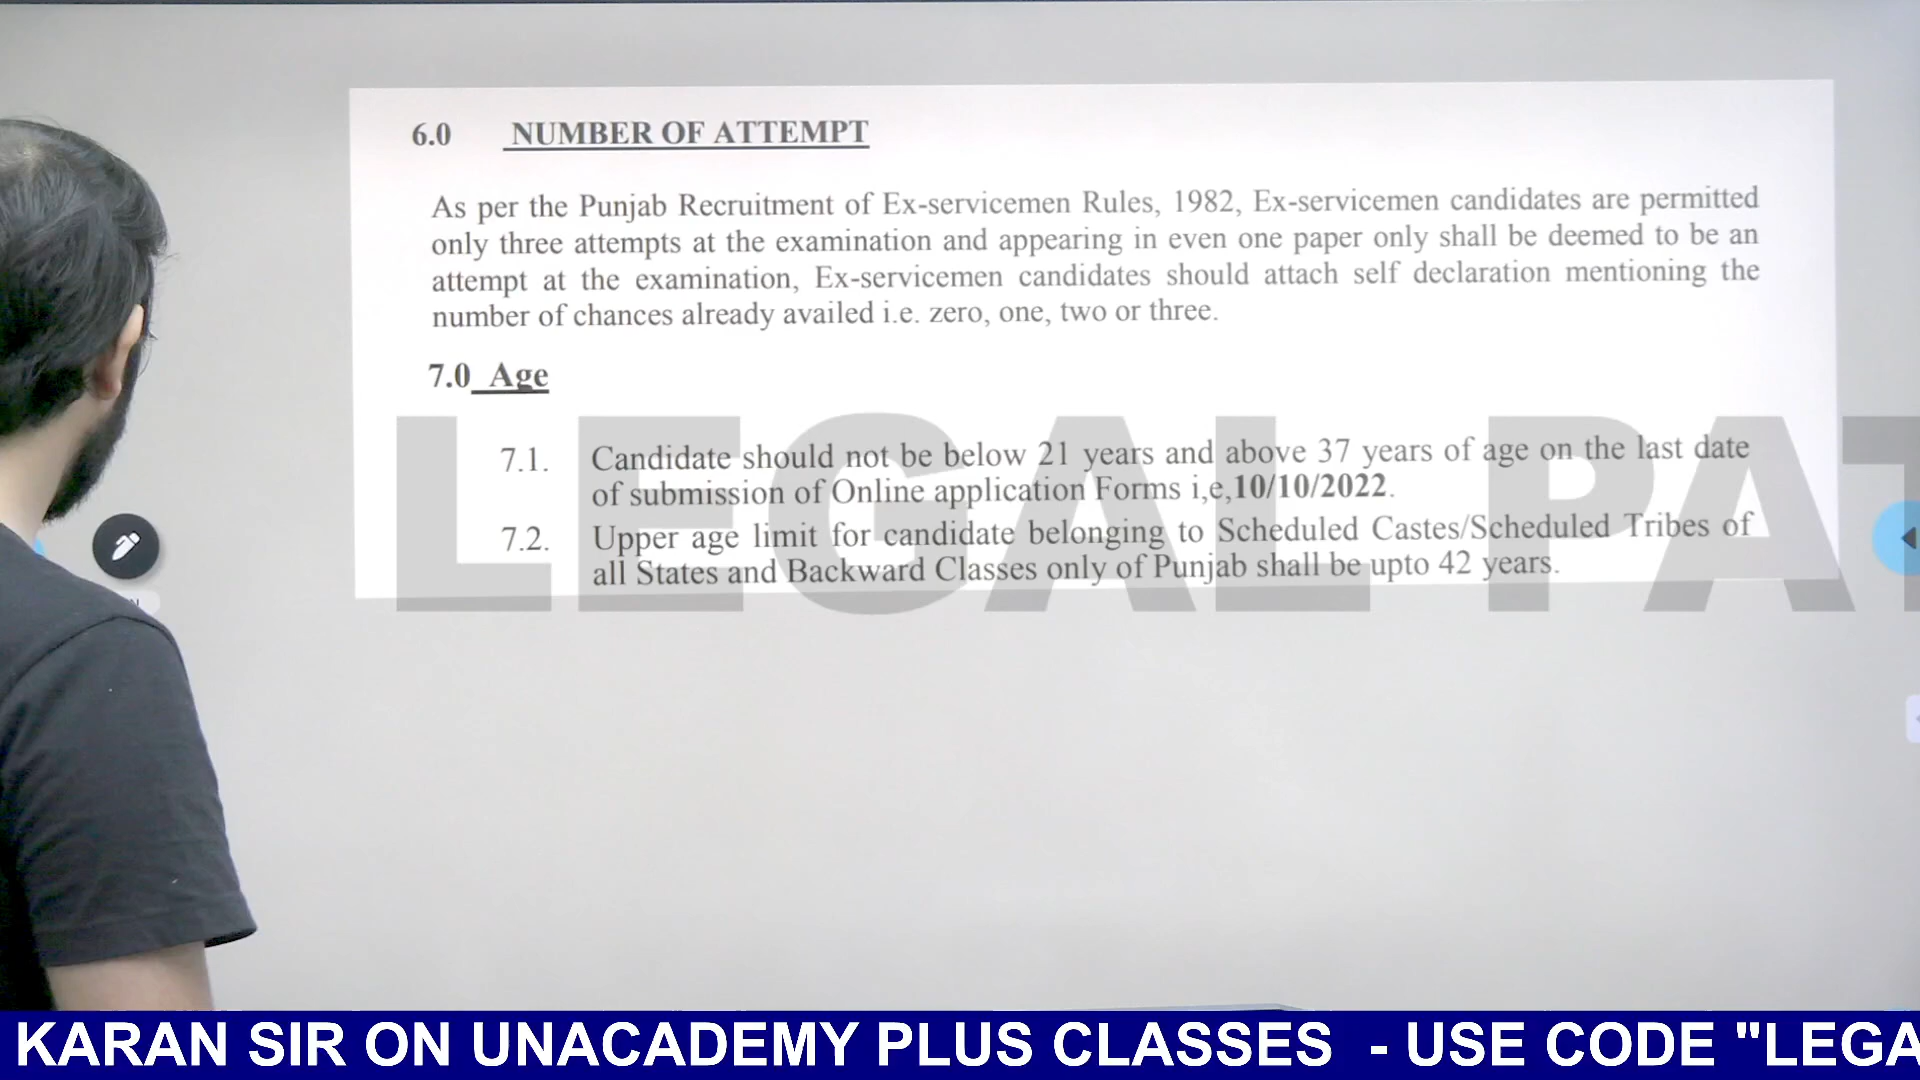 6.0 NUMBER OF ATTEMPT
As per the Punjab Recruitment of Ex-servicemen Rules, 1982, Ex-servicemen candidates are permitted
only three attempts at the examination and appearing in even one paper only shall be deemed to be an
attempt at the examination, Ex-servicemen candidates should attach self declaration mentioning the
number of chances already availed i.e. zero, one, two or three.
7.0 Age
7.1. Candidate should not be below 21 years and above 37 years of age on the last date
of submission of Online application Forms i,e,10/10/2022.
7.2. Upper age limit for candidate belonging to Scheduled Castes/Scheduled Tribes of
all States and Backward Classes only of Punjab shall be upto 42 years.
LEGAL PAT
KARAN SIR ON UNACADEMY PLUS CLASSES - USE CODE "LEGA